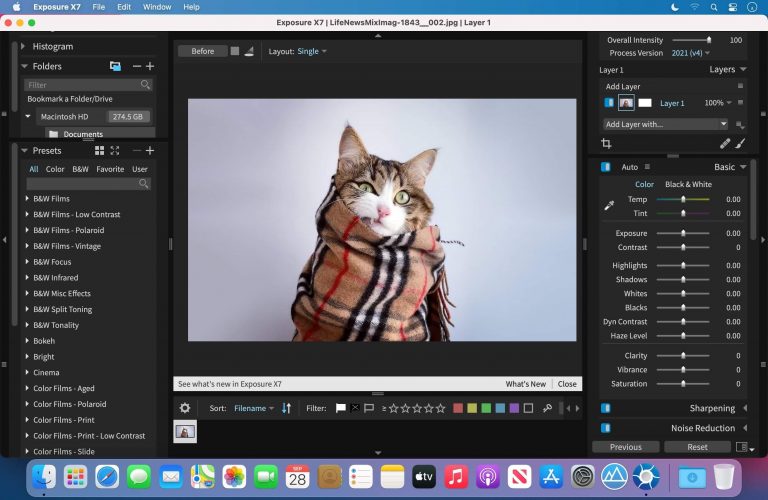 Exposure X7 File Edit Window Help
Exposure X7 | LifeNewsMixImag-1843__002.jpg | Layer 1
Histogram
Folders
Filter
Bookmark a Folder/Drive
Macintosh HD 274.5 GB
Documents
Presets
All Color B&W Favorite User
B&W Films
B&W Films - Low Contrast
B&W Films - Polaroid
B&W Films - Vintage
B&W Focus
B&W Infrared
B&W Misc Effects
B&W Split Toning
B&W Tonality
Bokeh
Bright
Cinema
Color Films - Aged
Color Films - Polaroid
Color Films - Print
Color Films - Print - Low Contrast
Color Films - Slide
Before Layout: Single
See what's new in Exposure X7 What's New Close
Sort: Filename Filter: ≥
Overall Intensity 100
Process Version 2021 (v4)
Layer 1 Layers
Add Layer
Layer 1 100%
Add Layer with...
Auto Basic
Color Black & White
Temp 0.00
Tint 0.00
Exposure 0.00
Contrast 0
Highlights 0.00
Shadows 0.00
Whites 0.00
Blacks 0.00
Dyn Contrast 0.00
Haze Level 0.00
Clarity 0
Vibrance 0
Saturation 0
Sharpening
Noise Reduction
Previous Reset
SEP
28
tv